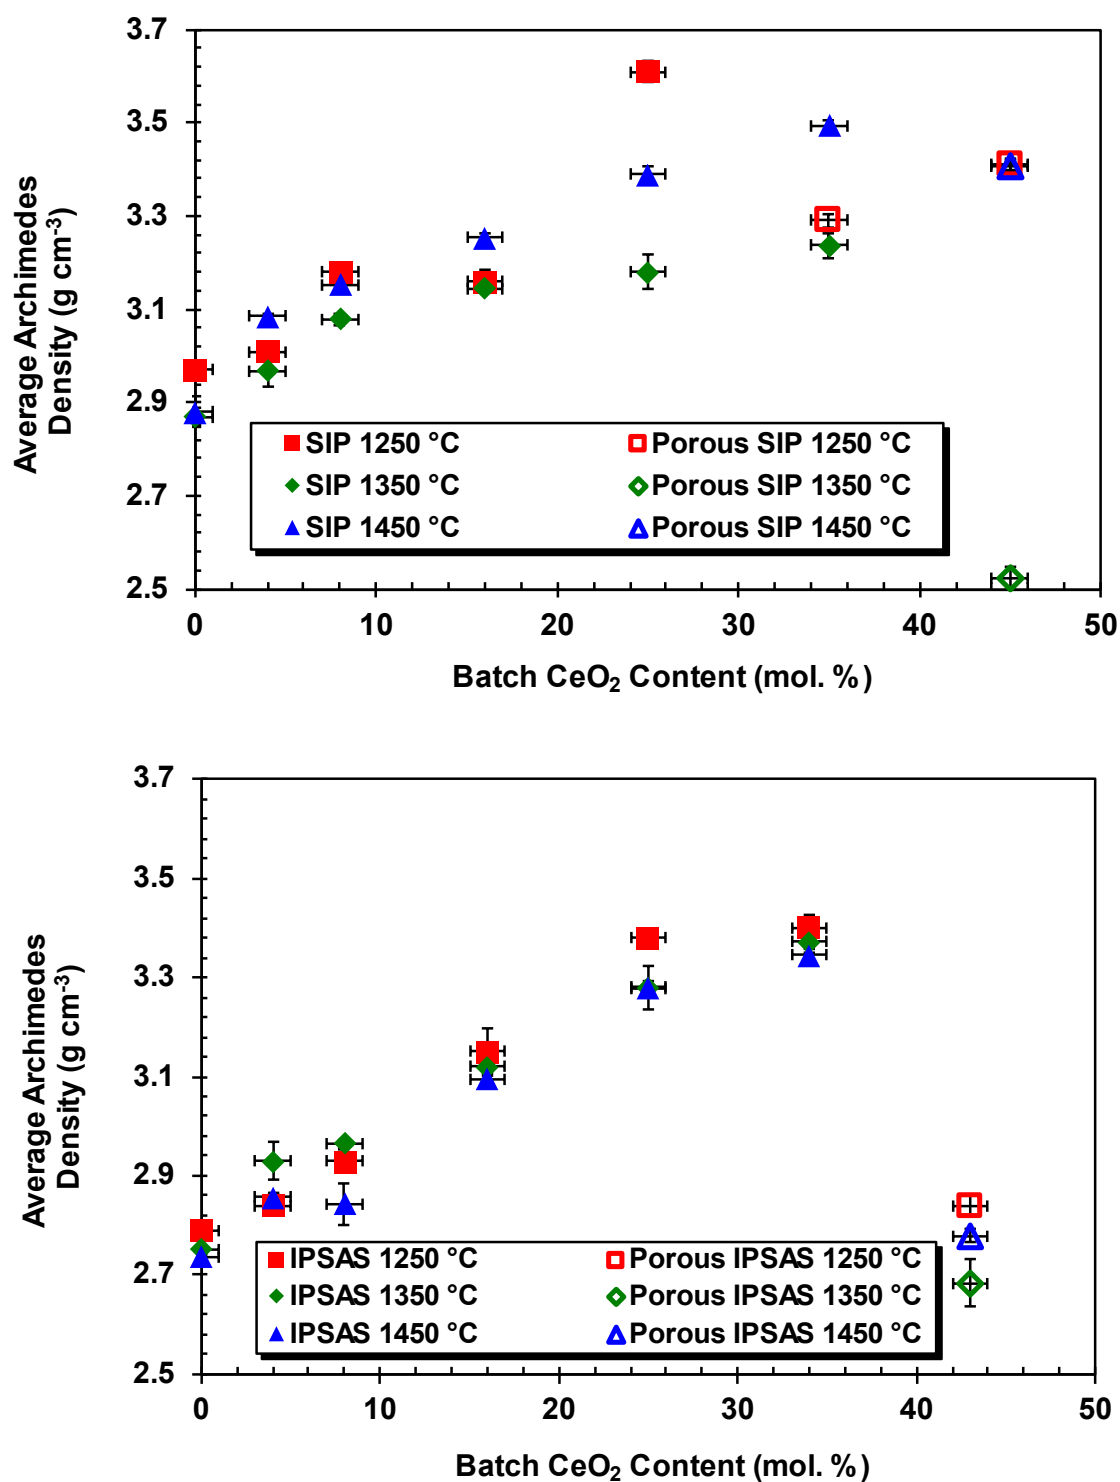 3.7
3.5
3.3
3.1
2.9
2.7
2.5
Average Archimedes
Density (g cm⁻³)
SIP 1250 °C
Porous SIP 1250 °C
SIP 1350 °C
Porous SIP 1350 °C
SIP 1450 °C
Porous SIP 1450 °C
0 10 20 30 40 50
Batch CeO₂ Content (mol. %)
3.7
3.5
3.3
3.1
2.9
2.7
2.5
Average Archimedes
Density (g cm⁻³)
IPSAS 1250 °C
Porous IPSAS 1250 °C
IPSAS 1350 °C
Porous IPSAS 1350 °C
IPSAS 1450 °C
Porous IPSAS 1450 °C
0 10 20 30 40 50
Batch CeO₂ Content (mol. %)